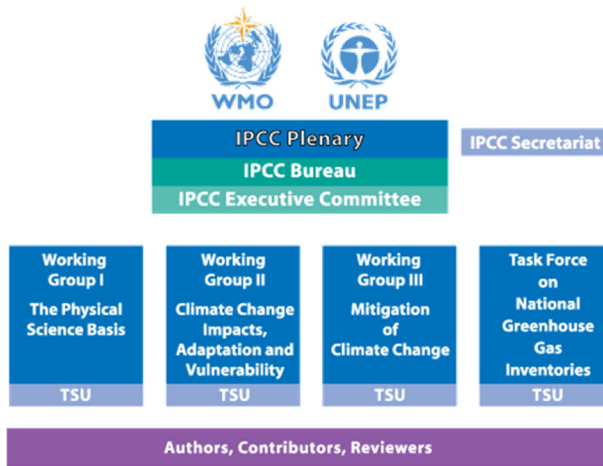 WMO
UNEP
IPCC Plenary
IPCC Secretariat
IPCC Bureau
IPCC Executive Committee
Working
Group I
The Physical
Science Basis
TSU
Working
Group II
Climate Change
Impacts,
Adaptation and
Vulnerability
TSU
Working
Group III
Mitigation
of
Climate Change
TSU
Task Force
on
National
Greenhouse
Gas
Inventories
TSU
Authors, Contributors, Reviewers